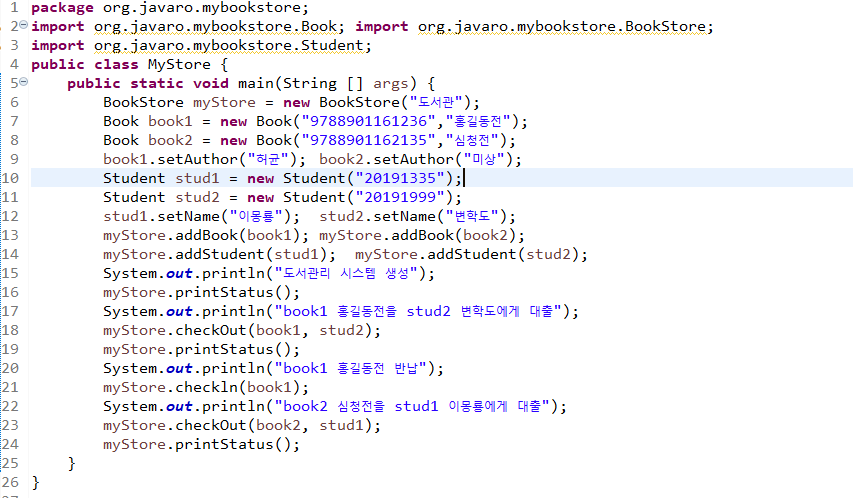 1 package org.javaro.mybookstore;
2 import org.javaro.mybookstore.Book; import org.javaro.mybookstore.BookStore;
3 import org.javaro.mybookstore.Student;
4 public class MyStore {
5 public static void main(String [] args) {
6 BookStore myStore = new BookStore("도서관");
7 Book book1 = new Book("9788901161236","홍길동전");
8 Book book2 = new Book("9788901162135","심청전");
9 book1.setAuthor("허균"); book2.setAuthor("미상");
10 Student stud1 = new Student("20191335");
11 Student stud2 = new Student("20191999");
12 stud1.setName("이몽룡"); stud2.setName("변학도");
13 myStore.addBook(book1); myStore.addBook(book2);
14 myStore.addStudent(stud1); myStore.addStudent(stud2);
15 System.out.println("도서관리 시스템 생성");
16 myStore.printStatus();
17 System.out.println("book1 홍길동전을 stud2 변학도에게 대출");
18 myStore.checkOut(book1, stud2);
19 myStore.printStatus();
20 System.out.println("book1 홍길동전 반납");
21 myStore.checkln(book1);
22 System.out.println("book2 심청전을 stud1 이몽룡에게 대출");
23 myStore.checkOut(book2, stud1);
24 myStore.printStatus();
25 }
26 }